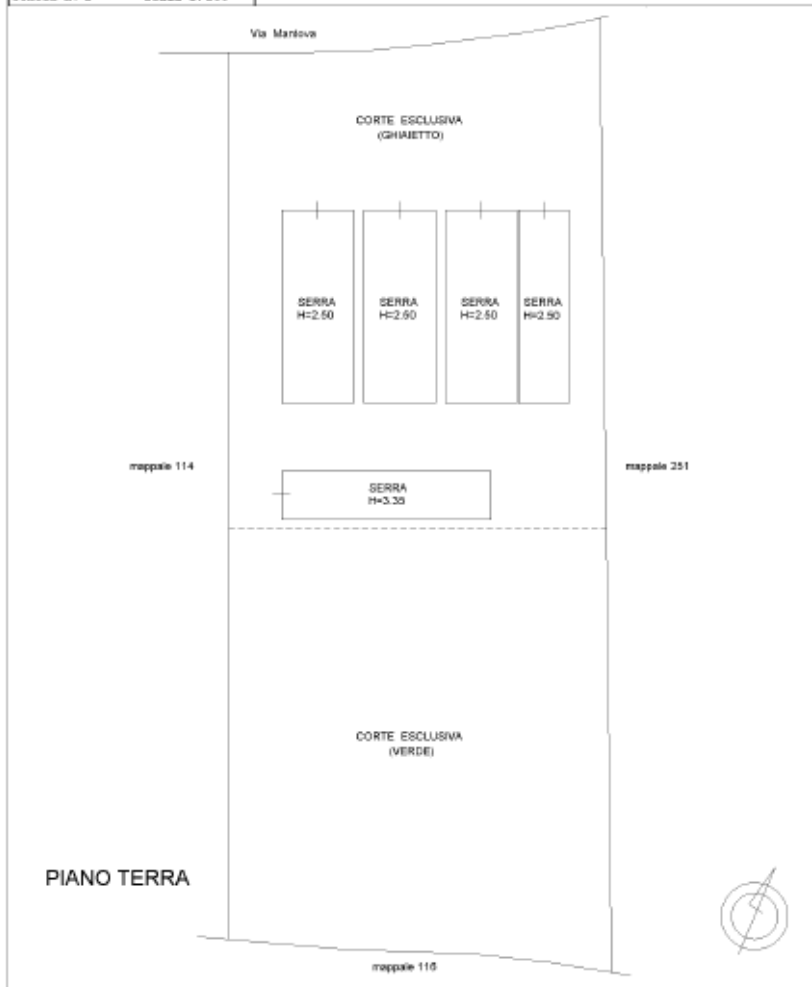 Via Mantova
CORTE ESCLUSIVA
(GHIAIETTO)
SERRA
H=2.50
SERRA
H=2.50
SERRA
H=2.50
SERRA
H=2.50
mappale 114
mappale 251
SERRA
H=3.35
CORTE ESCLUSIVA
(VERDE)
PIANO TERRA
mappale 116